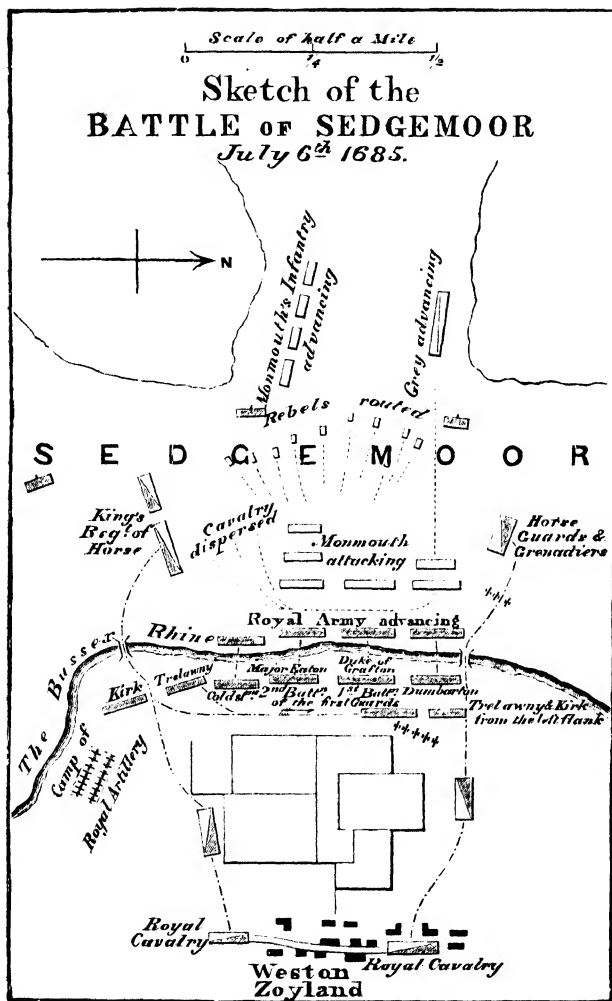 Scale of half a Mile
0 1/4 1/2
Sketch of the
BATTLE OF SEDGEMOOR
July 6th 1685.
N
Monmouth's Infantry
advancing
Grey advancing
Rebels routed
SEDGEMOOR
King's
Regt. of
Horse
Cavalry
dispersed
Monmouth
attacking
Horse
Guards &
Grenadiers
Royal Army advancing
The Bussex Rhine
Kirk
Trelawny
Coldsm.
Major Eaton
2nd Battn.
Duke of
Grafton
1st Battn.
of the first Guards
Dumbarton
Trelawny & Kirk
from the left flank
Camp of
Royal Artillery
Royal
Cavalry
Weston
Zoyland
Royal Cavalry